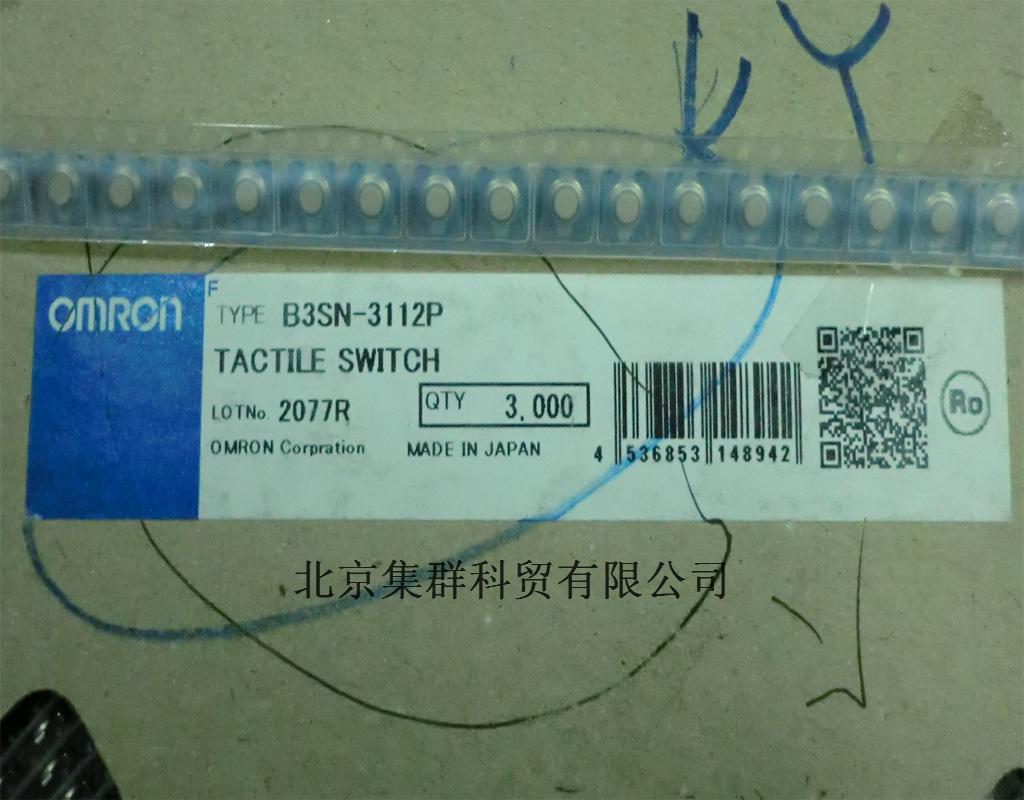 KY
OMRON
F
TYPE B3SN-3112P
TACTILE SWITCH
LOTNo. 2077R
QTY 3,000
OMRON Corpration
MADE IN JAPAN
4 536853 148942
Ro
北京集群科贸有限公司